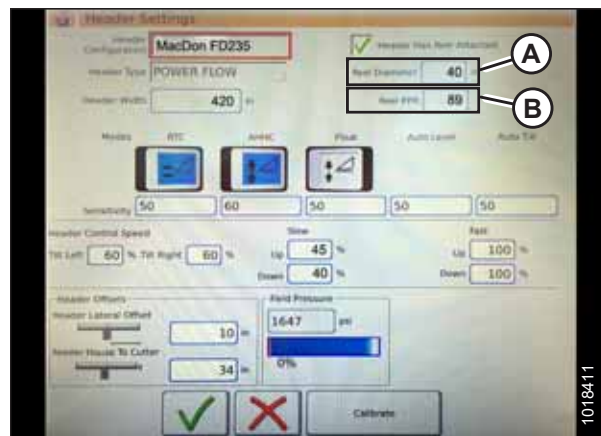 Header Settings
Header Configuration MacDon FD235
Header Has Reel Attached
A
Header Type POWER FLOW
Reel Diameter 40 in
Header Width 420 in
Reel PPR 89
B
Modes RTC AHHC Float Auto Level Auto Tilt
Sensitivity 50 60 50 50 50
Header Control Speed Slow Fast
Tilt Left 60 % Tilt Right 60 % Up 45 % Up 100 %
Down 40 % Down 100 %
Header Offsets Field Pressure
Header Lateral Offset
10 in 1647 psi
Header House To Cutter
34 in 0%
Calibrate
1018411